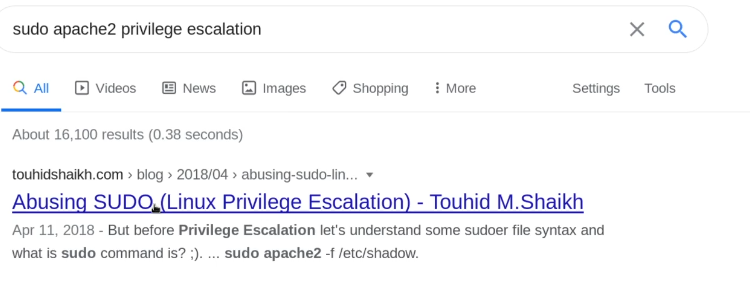 sudo apache2 privilege escalation
All Videos News Images Shopping More Settings Tools
About 16,100 results (0.38 seconds)
touhidshaikh.com › blog › 2018/04 › abusing-sudo-lin...
Abusing SUDO (Linux Privilege Escalation) - Touhid M.Shaikh
Apr 11, 2018 - But before Privilege Escalation let's understand some sudoer file syntax and
what is sudo command is? ;). ... sudo apache2 -f /etc/shadow.